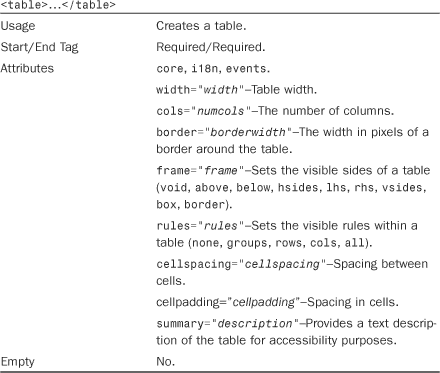 <table>...</table>
Usage Creates a table.
Start/End Tag Required/Required.
Attributes core, i18n, events.
width="width"–Table width.
cols="numcols"–The number of columns.
border="borderwidth"–The width in pixels of a
border around the table.
frame="frame"–Sets the visible sides of a table
(void, above, below, hsides, lhs, rhs, vsides,
box, border).
rules="rules"–Sets the visible rules within a
table (none, groups, rows, cols, all).
cellspacing="cellspacing"–Spacing between
cells.
cellpadding="cellpadding"–Spacing in cells.
summary="description"–Provides a text descrip-
tion of the table for accessibility purposes.
Empty No.